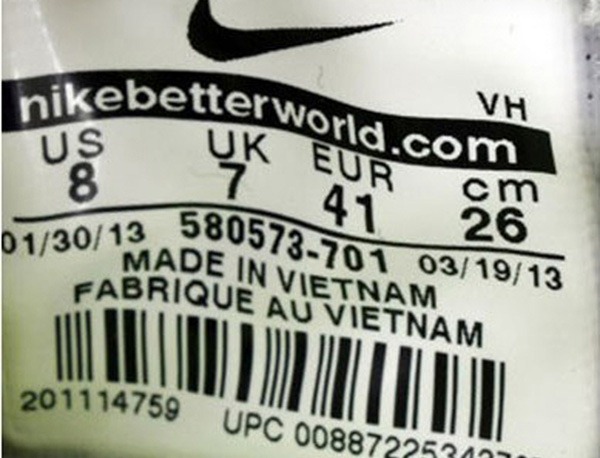 VH
nikebetterworld.com
US UK EUR cm
8 7 41 26
01/30/13 580573-701 03/19/13
MADE IN VIETNAM
FABRIQUE AU VIETNAM
201114759 UPC